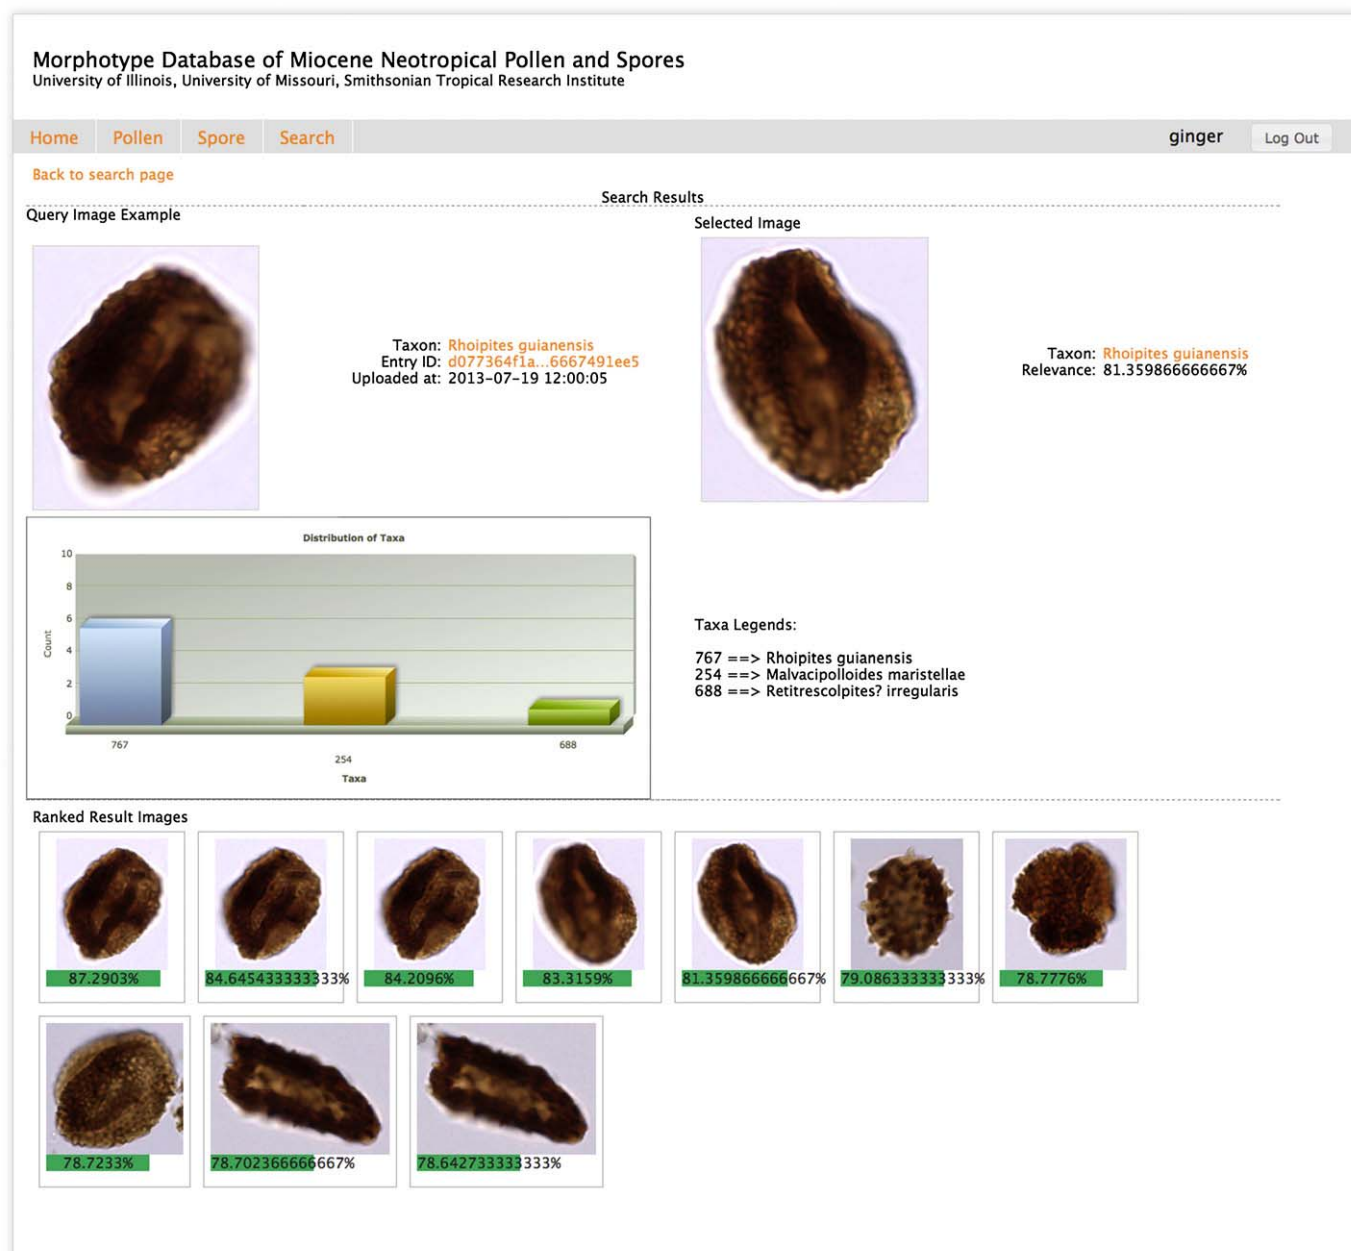 Morphotype Database of Miocene Neotropical Pollen and Spores
University of Illinois, University of Missouri, Smithsonian Tropical Research Institute
Home Pollen Spore Search ginger Log Out
Back to search page
Search Results
Query Image Example
Selected Image
Taxon: Rhoipites guianensis
Entry ID: d077364f1a...6667491ee5
Uploaded at: 2013-07-19 12:00:05
Taxon: Rhoipites guianensis
Relevance: 81.359866666667%
Distribution of Taxa
10
8
6
4
2
0
Count
767
254
688
Taxa
Taxa Legends:
767 ==> Rhoipites guianensis
254 ==> Malvacipolloides maristellae
688 ==> Retitrescolpites? irregularis
Ranked Result Images
87.2903% 84.645433333333% 84.2096% 83.3159% 81.359866666667% 79.086333333333% 78.7776%
78.7233% 78.702366666667% 78.642733333333%